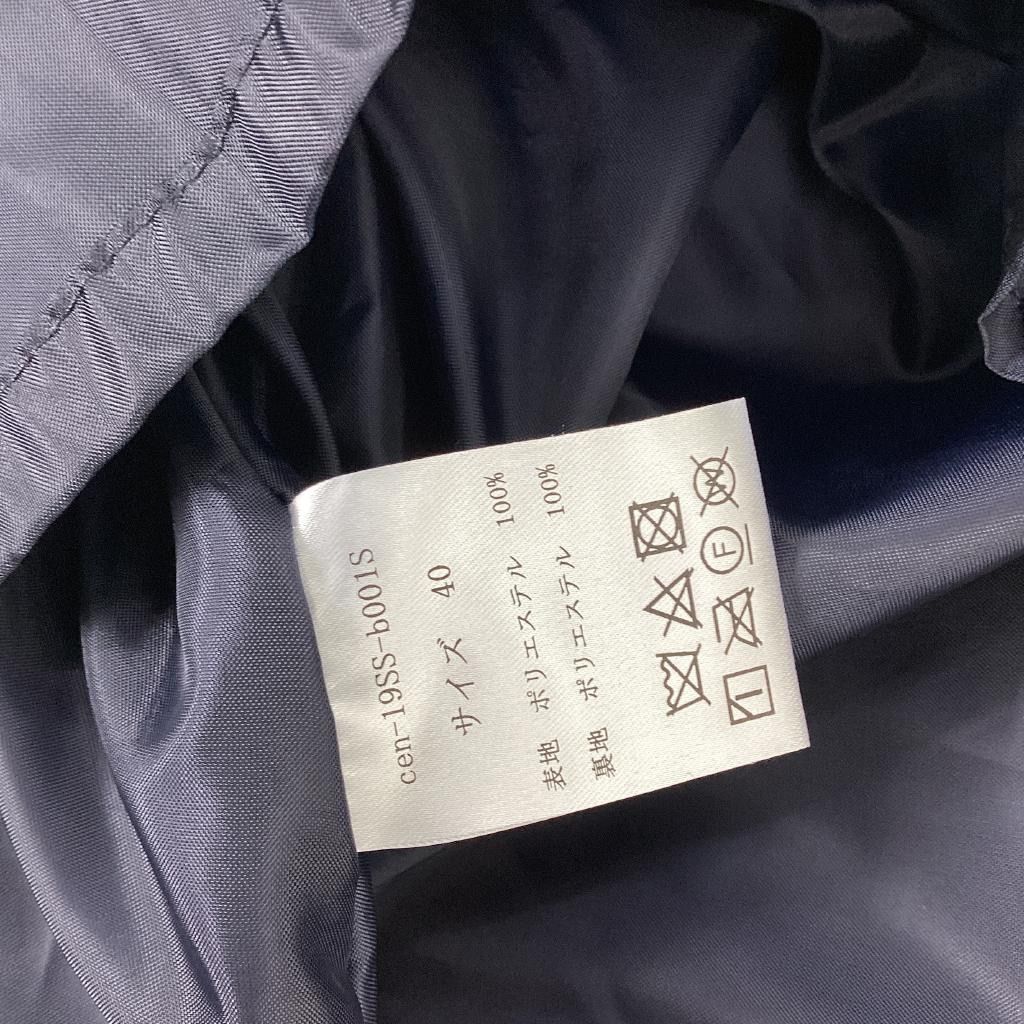 cen-19SS-b001S
サイズ 40
表地 ポリエステル 100%
裏地 ポリエステル 100%
F
W